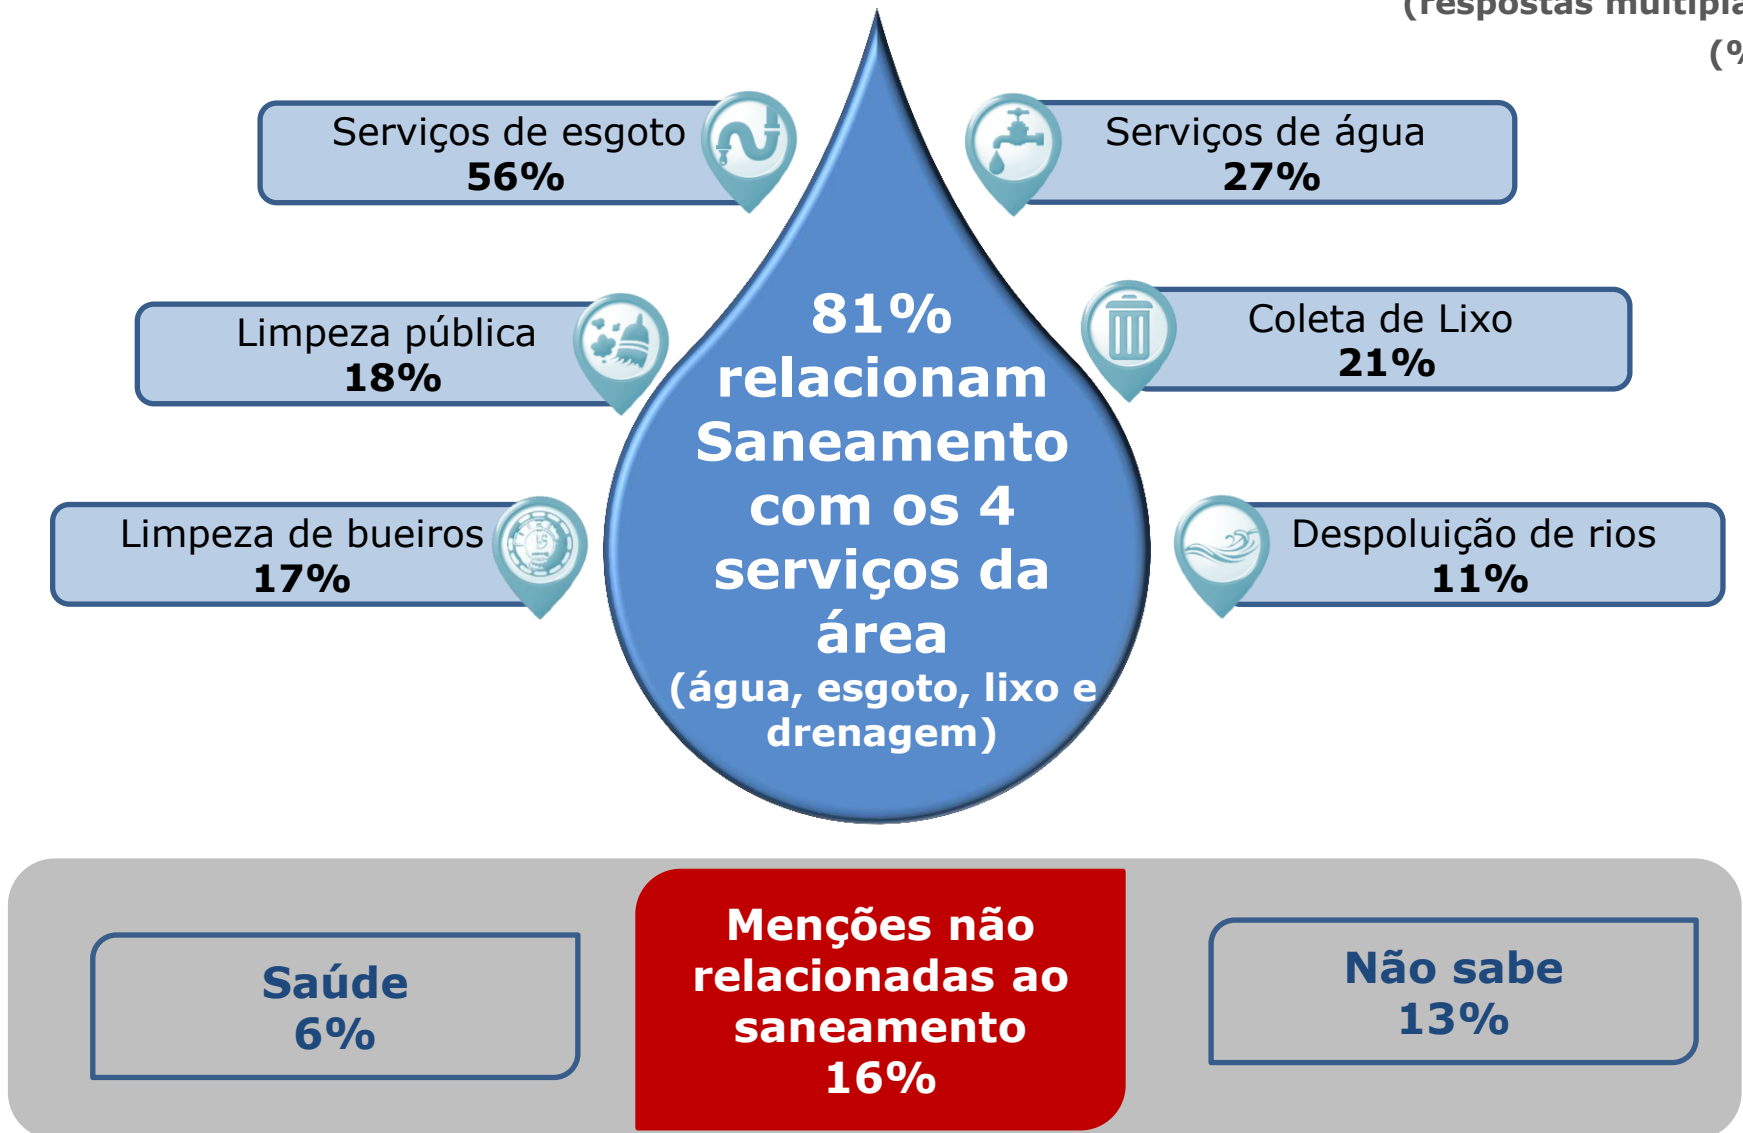 (respostas múltipla
(%
Serviços de esgoto
56%
Serviços de água
27%
Limpeza pública
18%
Coleta de Lixo
21%
Limpeza de bueiros
17%
Despoluição de rios
11%
81%
relacionam
Saneamento
com os 4
serviços da
área
(água, esgoto, lixo e
drenagem)
Saúde
6%
Menções não
relacionadas ao
saneamento
16%
Não sabe
13%